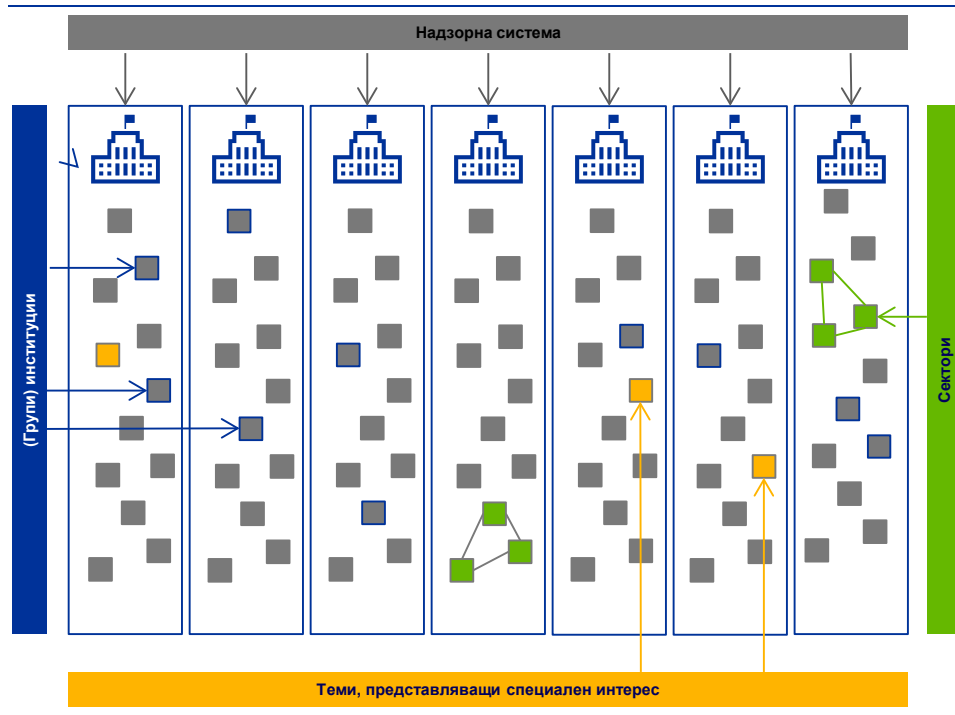 Надзорна система
(Групи) институции
Сектори
Теми, представляващи специален интерес